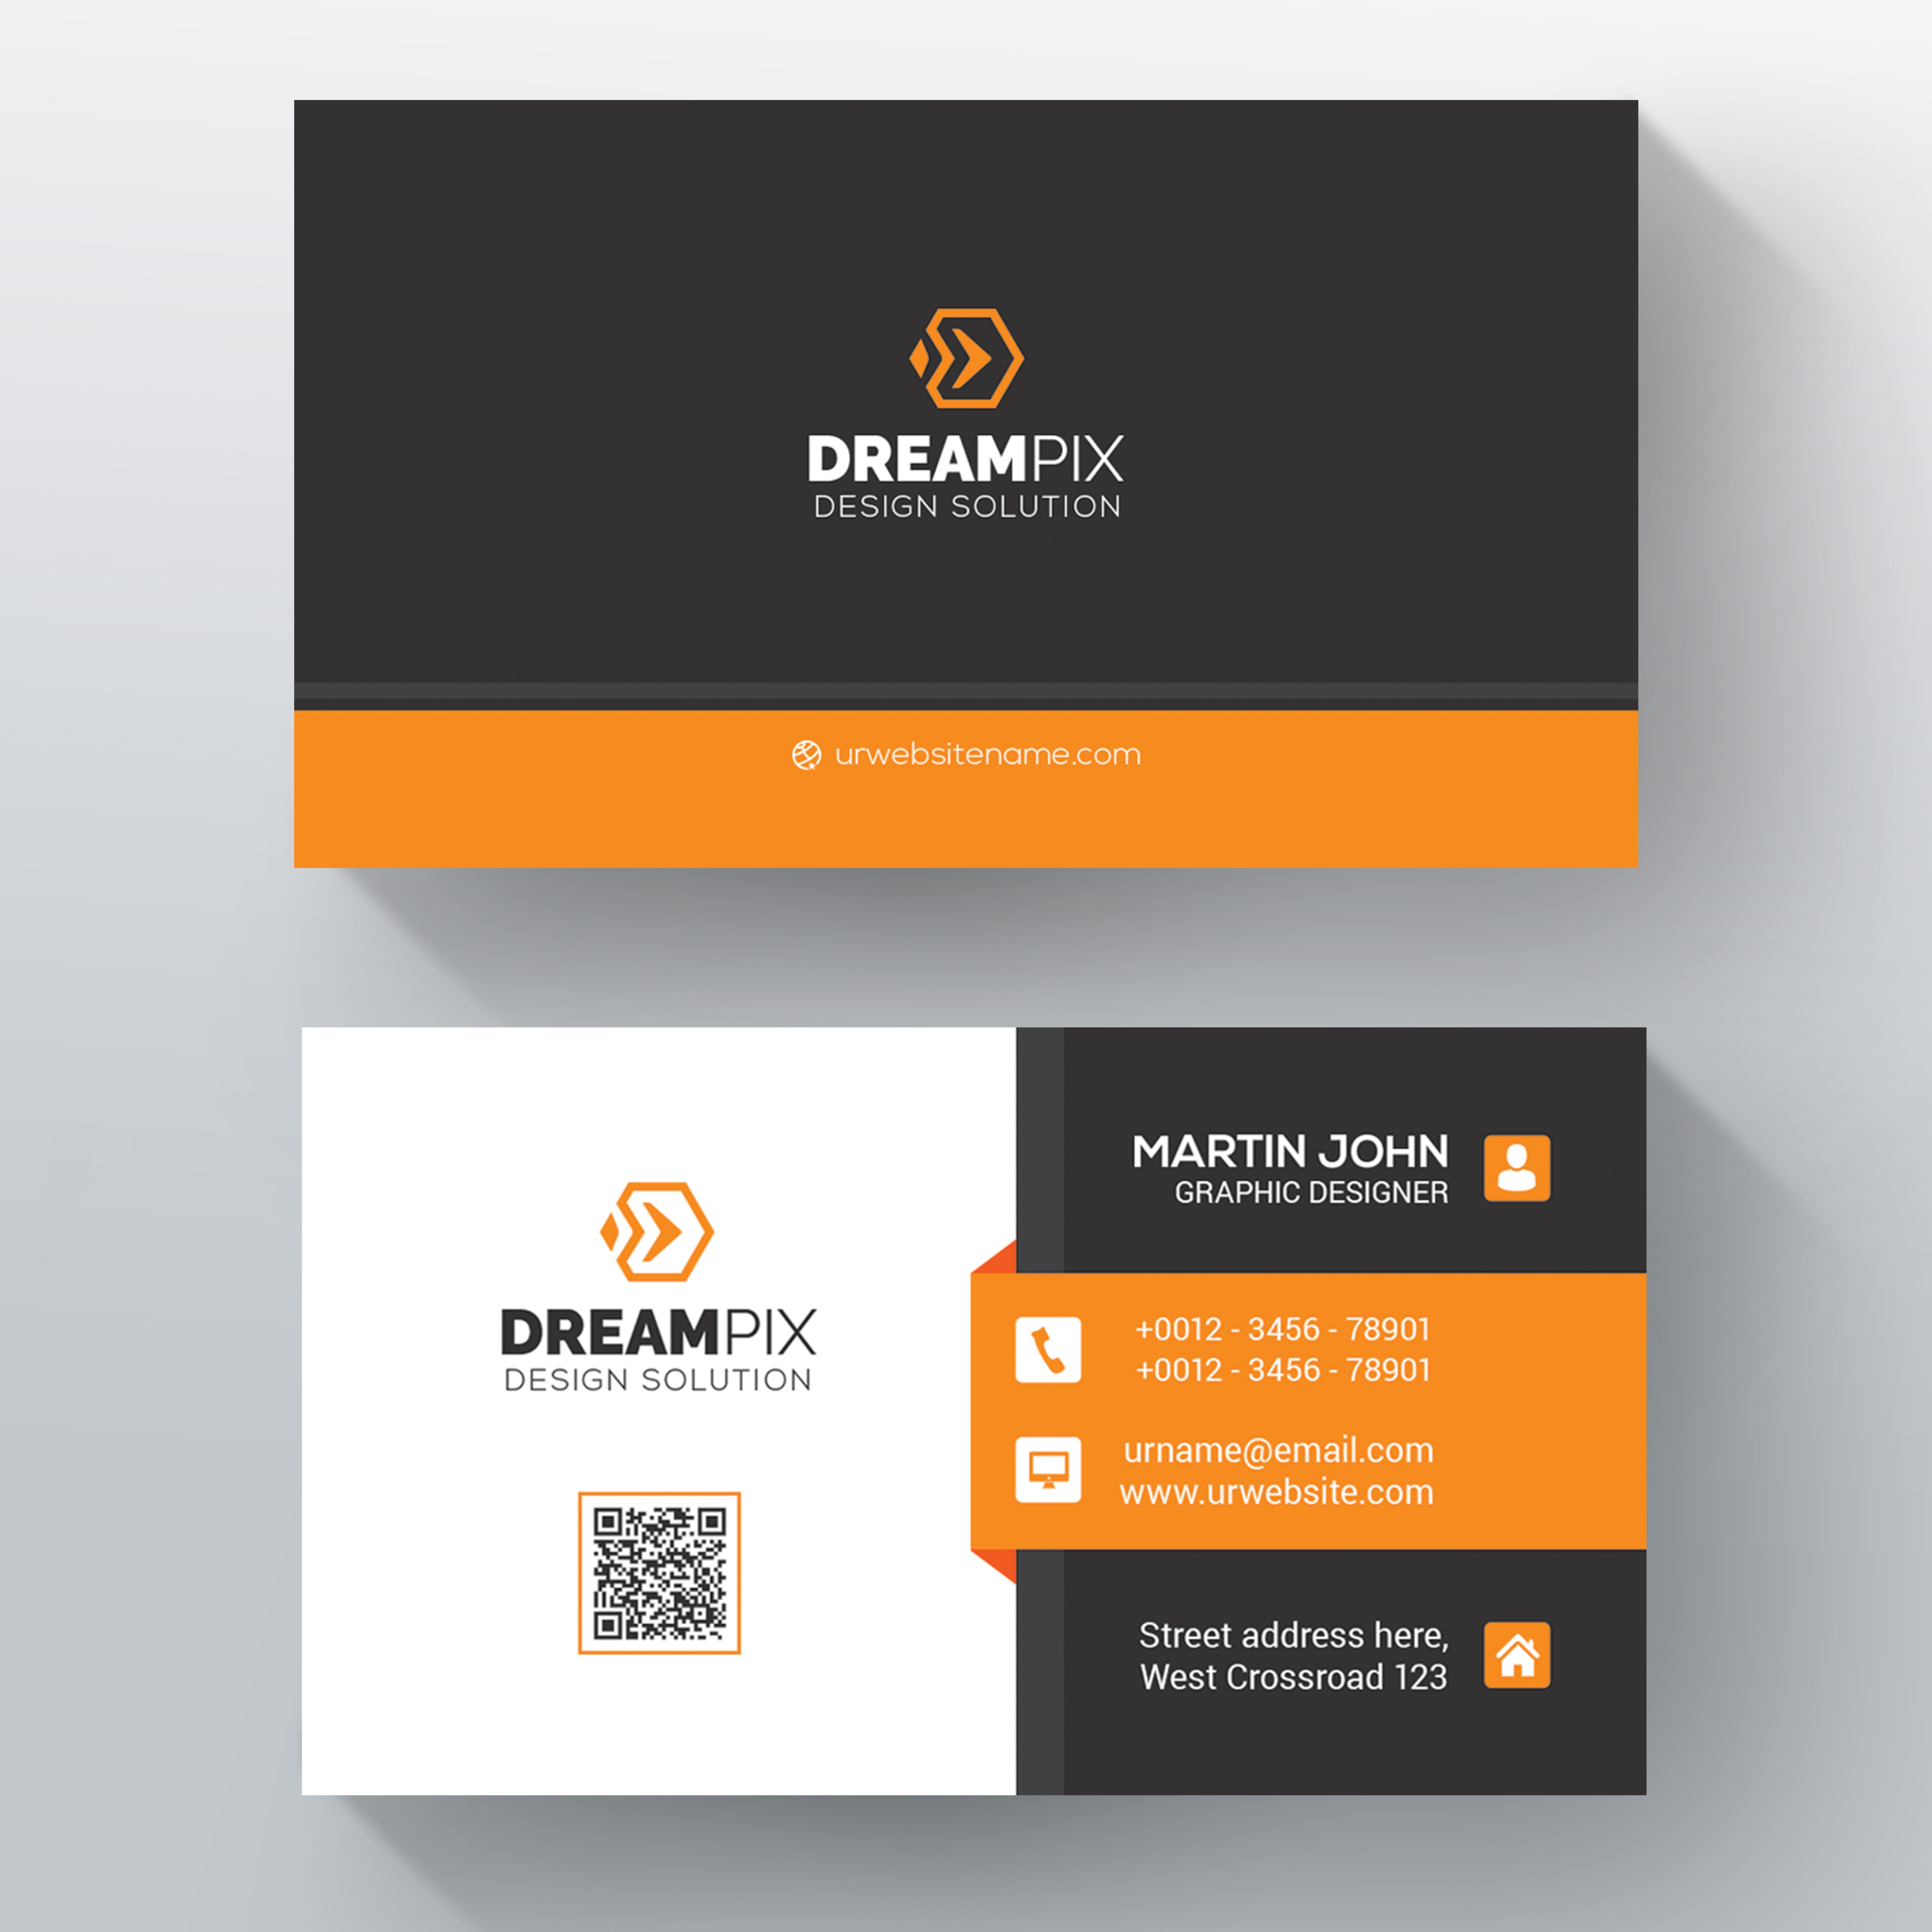 DREAMPIX
DESIGN SOLUTION
urwebsitename.com
DREAMPIX
DESIGN SOLUTION
MARTIN JOHN
GRAPHIC DESIGNER
+0012 - 3456 - 78901
+0012 - 3456 - 78901
urname@email.com
www.urwebsite.com
Street address here,
West Crossroad 123